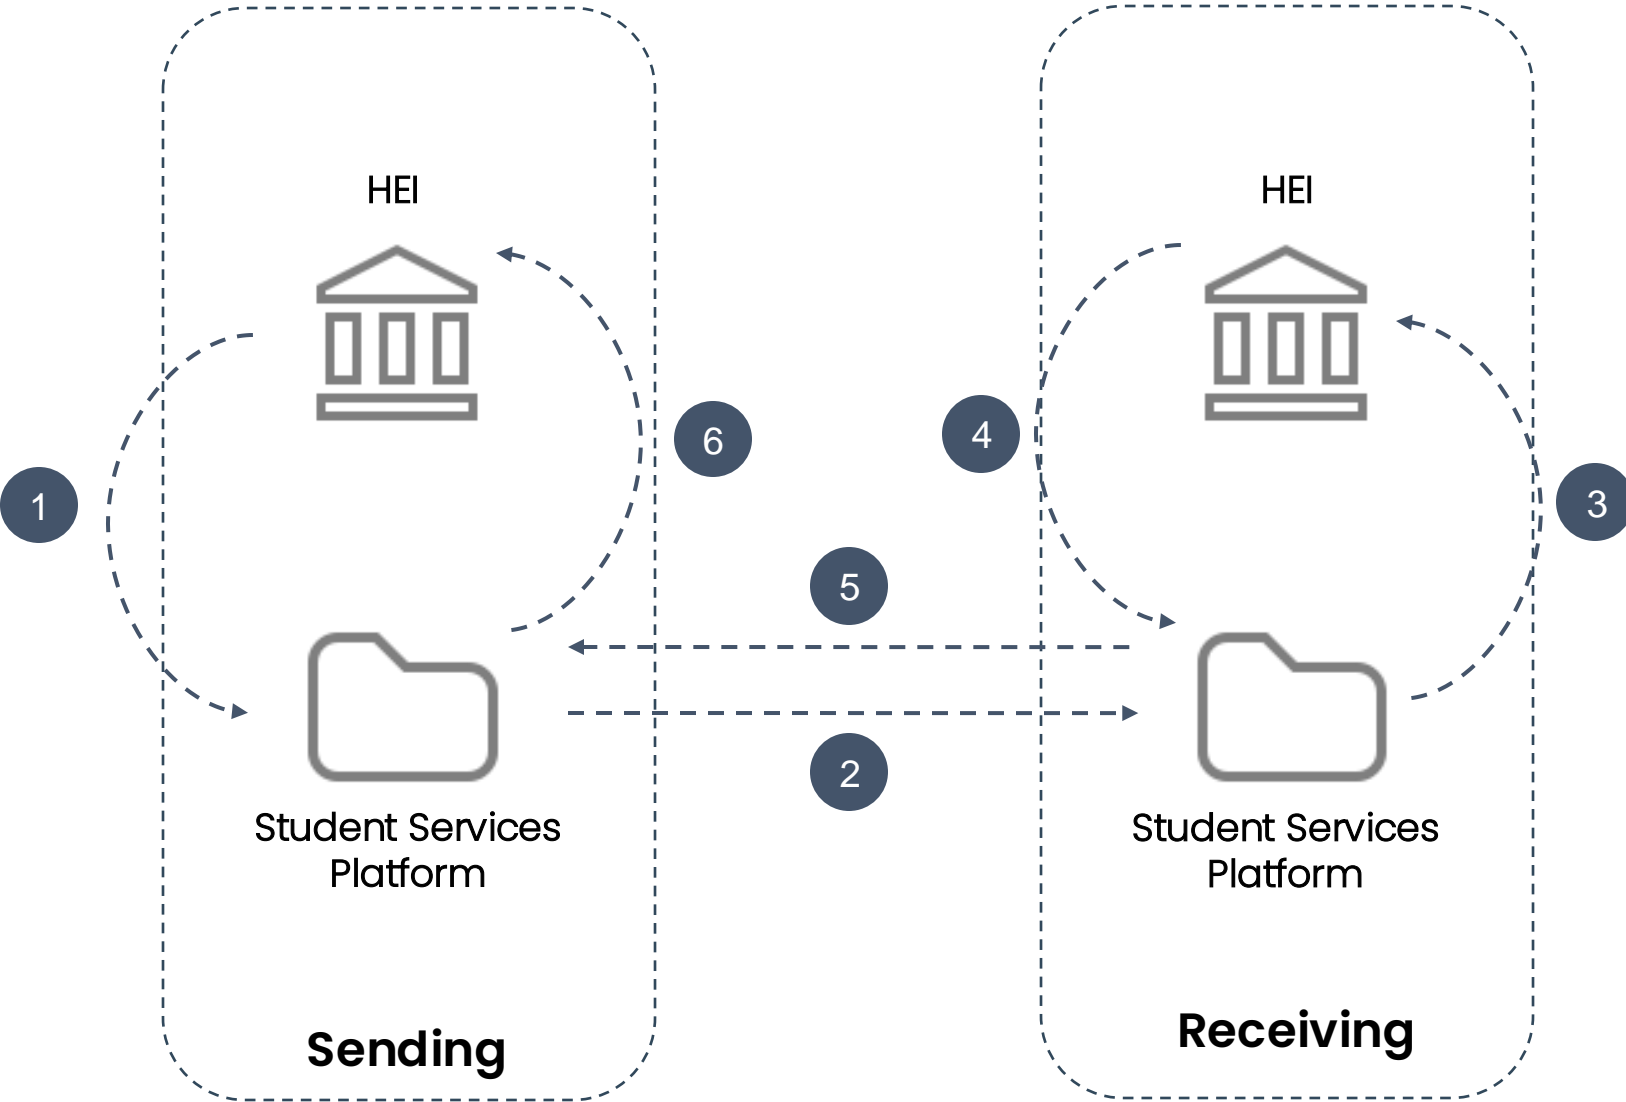 HEI
HEI
6
4
1
3
5
2
Student Services
Platform
Student Services
Platform
Sending
Receiving